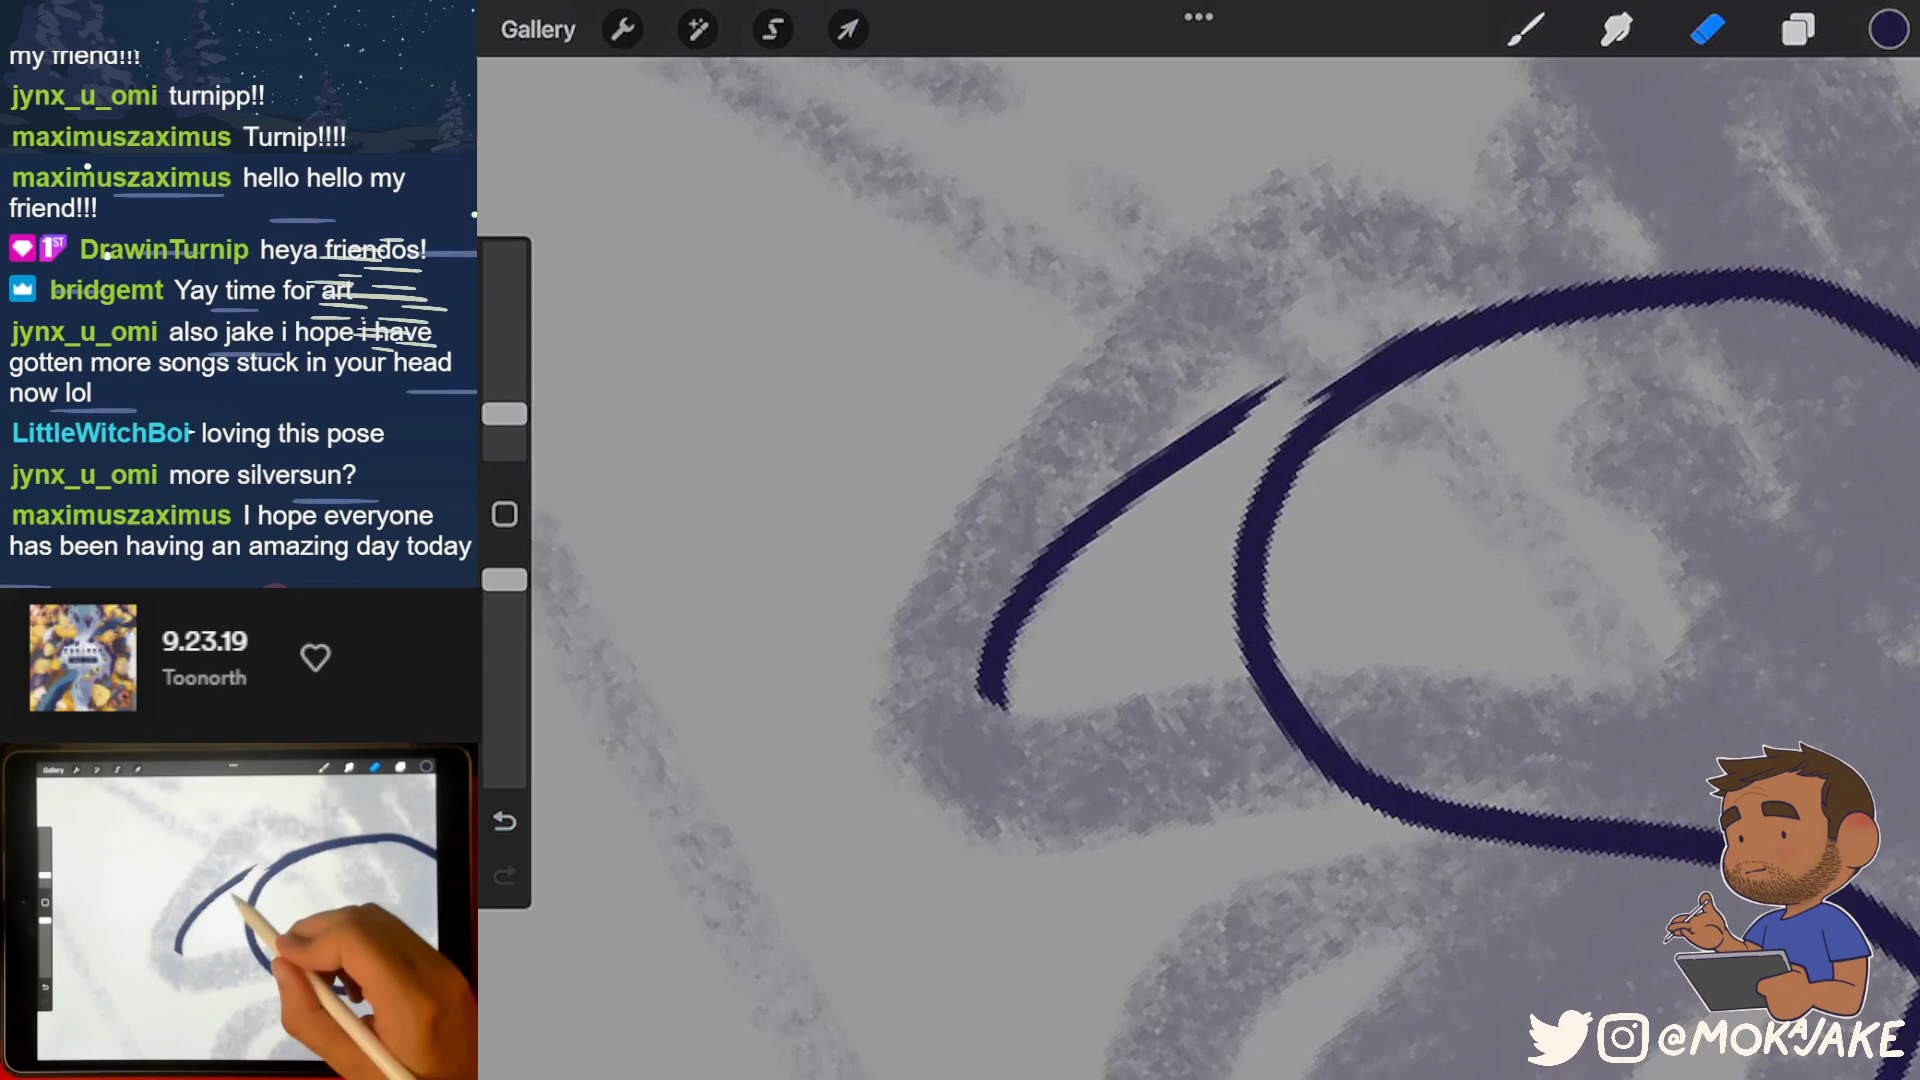 my friend!!!
jynx_u_omi turnipp!!
maximuszaximus Turnip!!!!
maximuszaximus hello hello my
friend!!!
1ST DrawinTurnip heya friendos!
bridgemt Yay time for art
jynx_u_omi also jake i hope i have
gotten more songs stuck in your head
now lol
LittleWitchBoi loving this pose
jynx_u_omi more silversun?
maximuszaximus I hope everyone
has been having an amazing day today
9.23.19
Toonorth
Gallery
Gallery
@MOKAJAKE